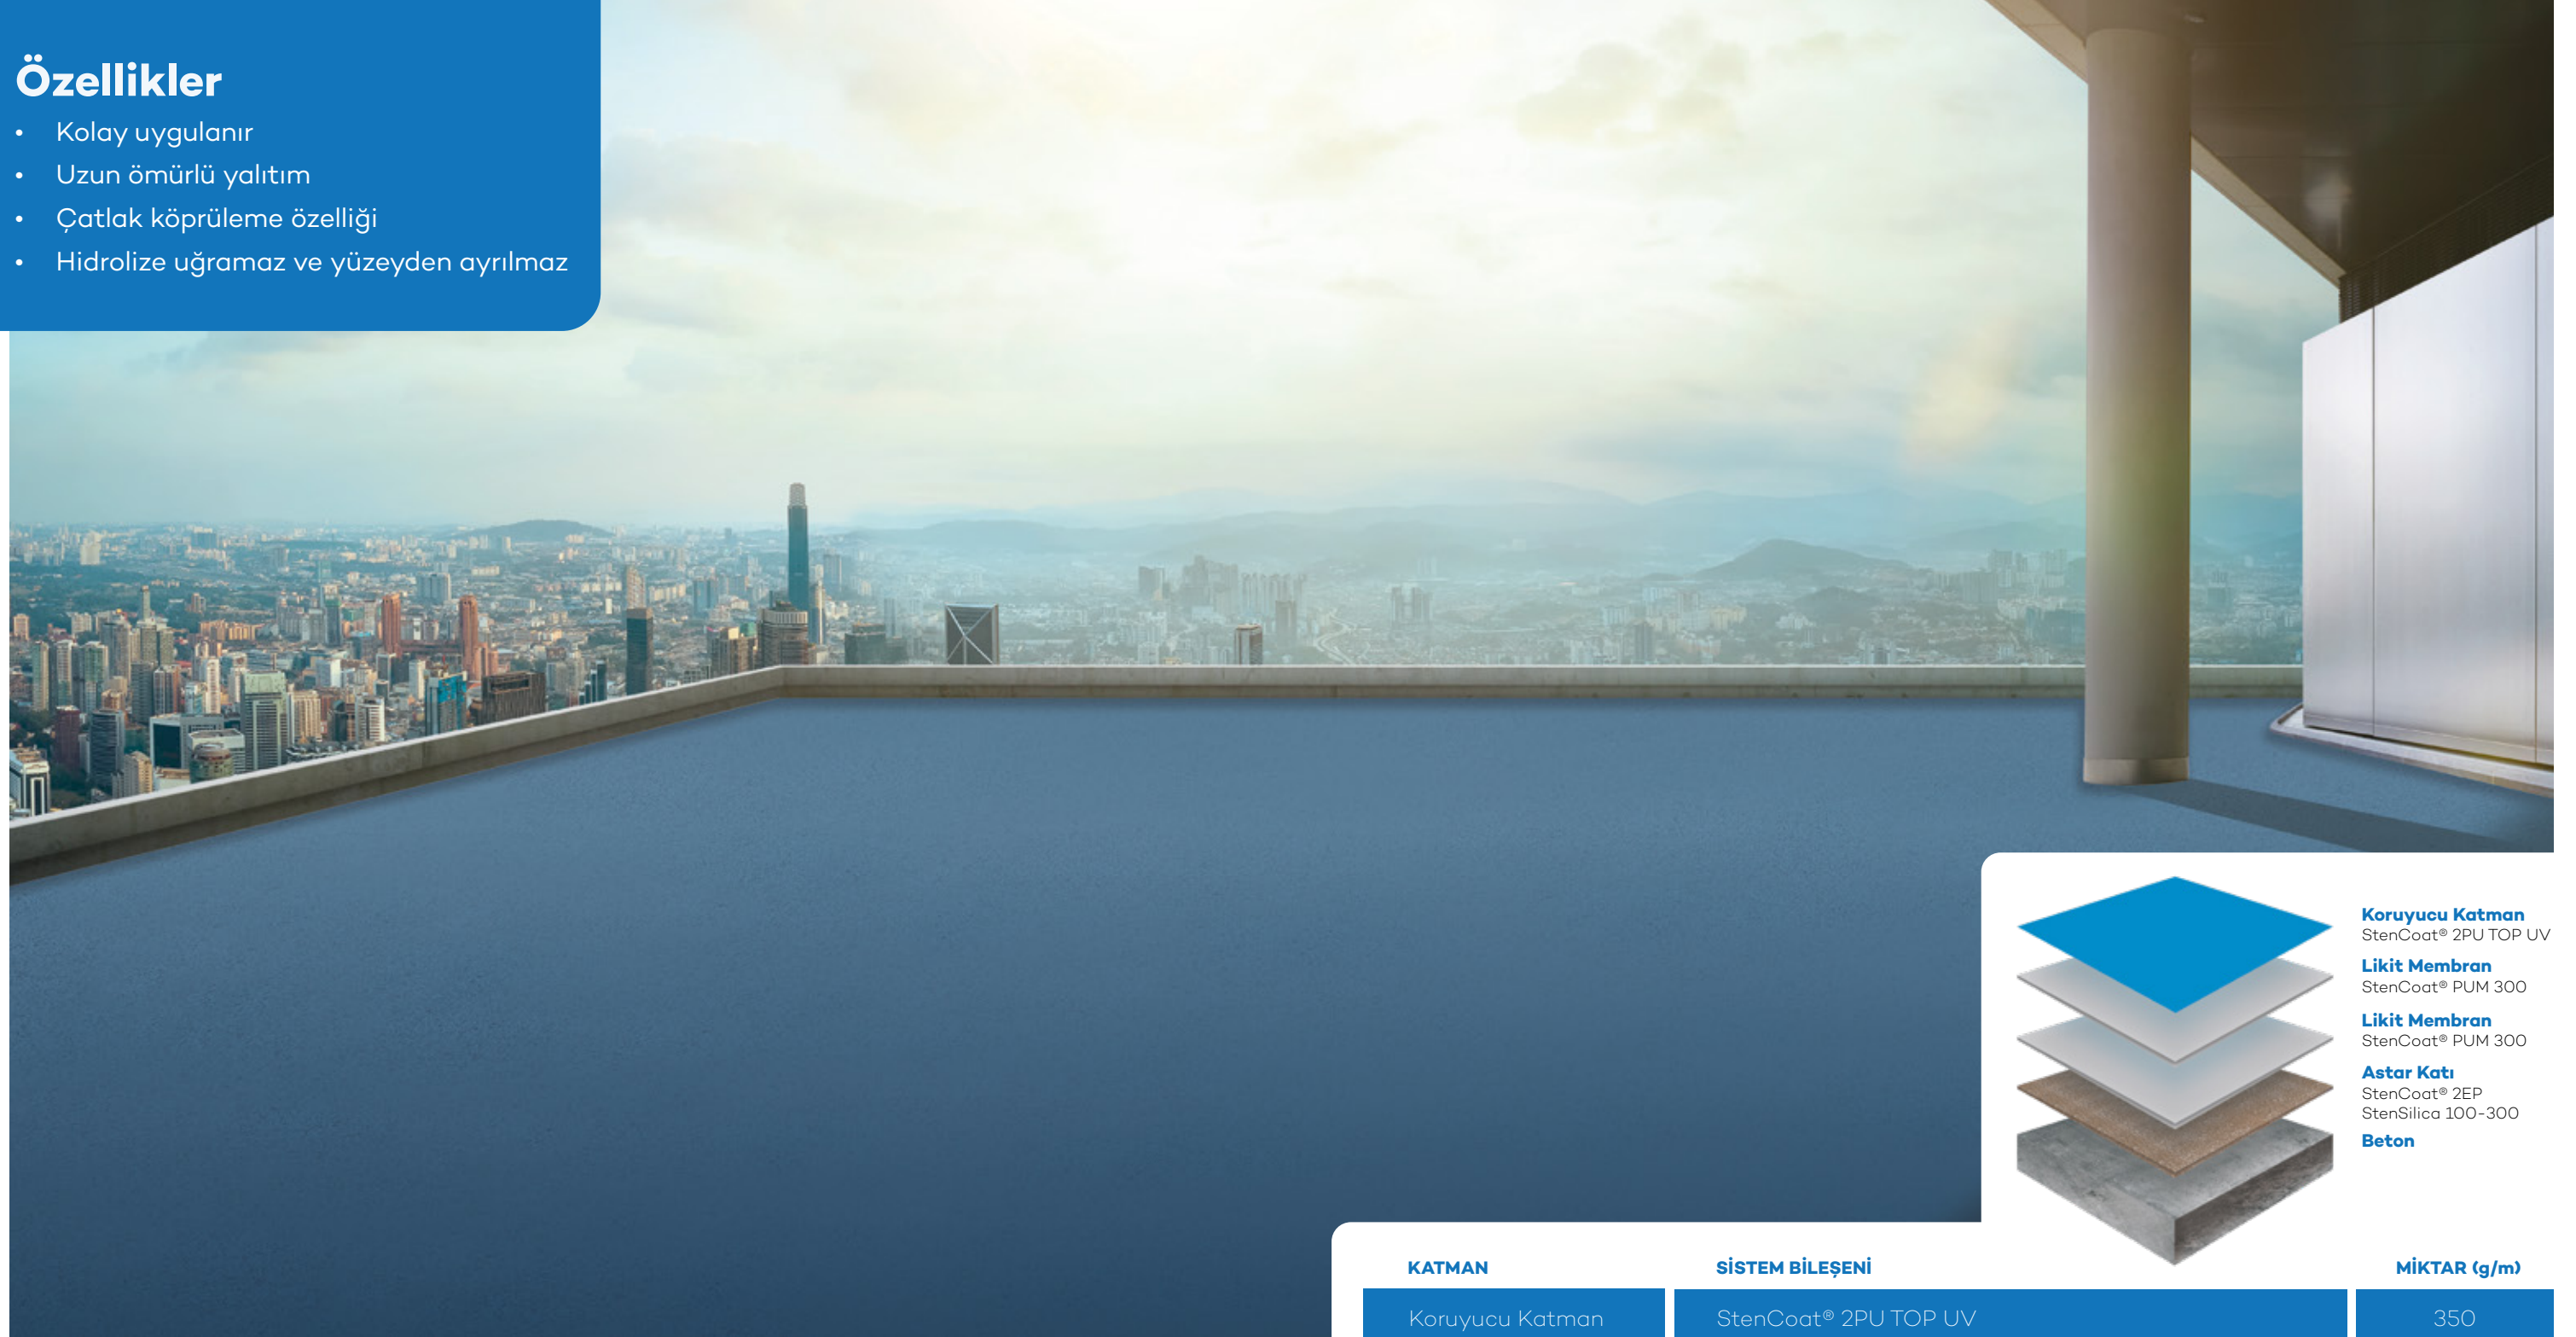 Özellikler
• Kolay uygulanır
• Uzun ömürlü yalıtım
• Çatlak köprüleme özelliği
• Hidrolize uğramaz ve yüzeyden ayrılmaz
Koruyucu Katman
StenCoat® 2PU TOP UV
Likit Membran
StenCoat® PUM 300
Likit Membran
StenCoat® PUM 300
Astar Katı
StenCoat® 2EP
StenSilica 100-300
Beton
KATMAN SİSTEM BİLEŞENİ MİKTAR (g/m)
Koruyucu Katman StenCoat® 2PU TOP UV 350